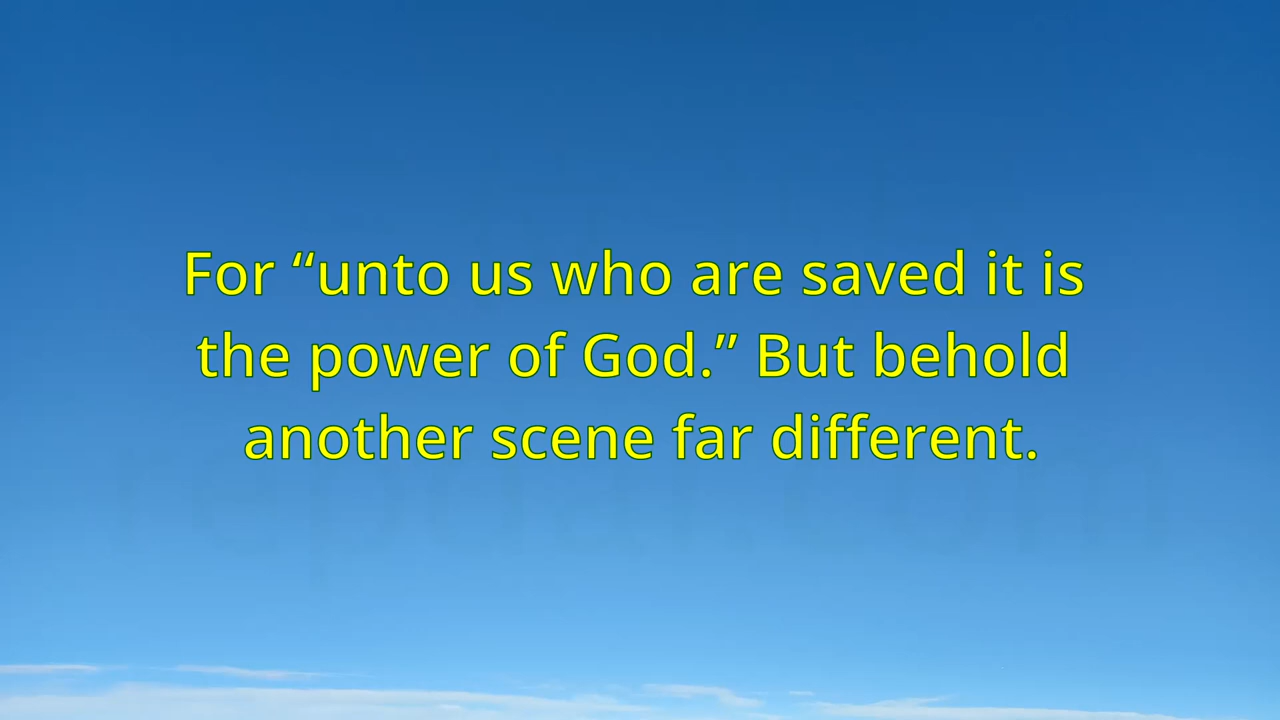 For “unto us who are saved it is
the power of God.” But behold
another scene far different.